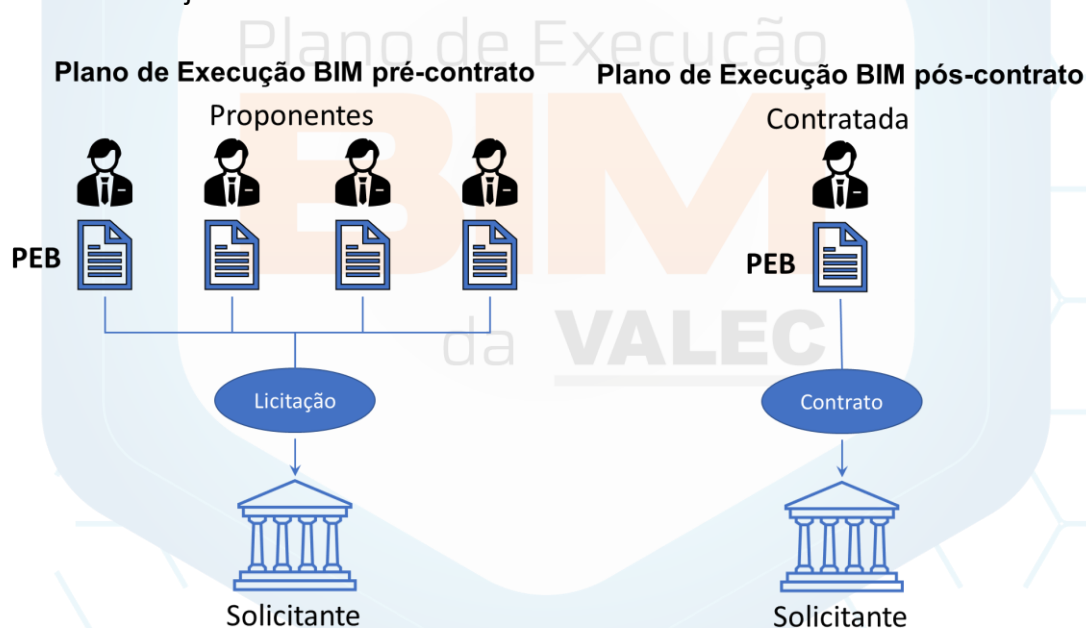 Plano de Execução
BIM
da VALEC
Plano de Execução BIM pré-contrato
Proponentes
PEB
Licitação
Solicitante
Plano de Execução BIM pós-contrato
Contratada
PEB
Contrato
Solicitante